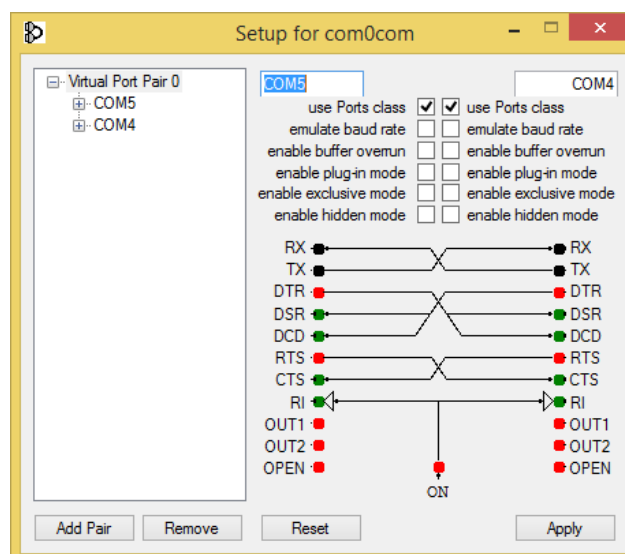 Setup for com0com
Virtual Port Pair 0
COM5
COM4
COM5 COM4
use Ports class use Ports class
emulate baud rate emulate baud rate
enable buffer overrun enable buffer overrun
enable plug-in mode enable plug-in mode
enable exclusive mode enable exclusive mode
enable hidden mode enable hidden mode
RX RX
TX TX
DTR DTR
DSR DSR
DCD DCD
RTS RTS
CTS CTS
RI RI
OUT1 OUT1
OUT2 OUT2
OPEN OPEN
ON
Add Pair Remove Reset Apply